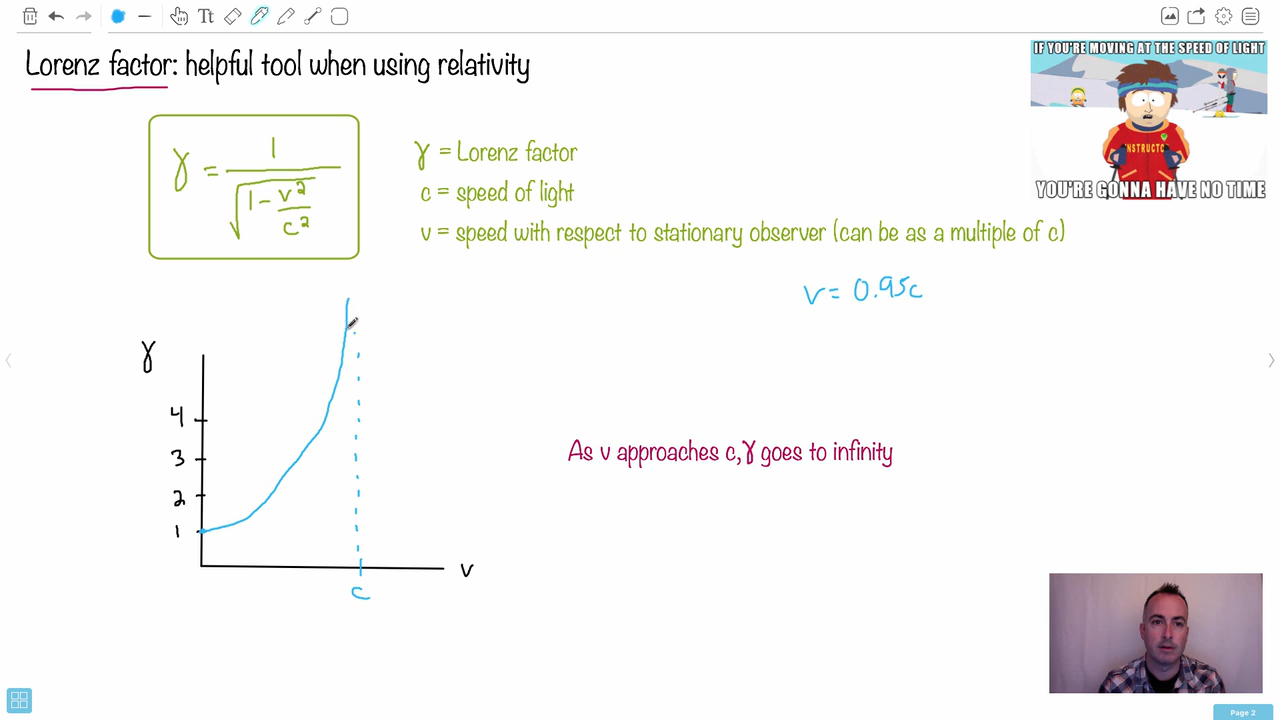 Tt
Lorenz factor: helpful tool when using relativity
IF YOU'RE MOVING AT THE SPEED OF LIGHT
INSTRUCTO
YOU'RE GONNA HAVE NO TIME
γ = 1 / √(1 - v²/c²)
γ = Lorenz factor
c = speed of light
v = speed with respect to stationary observer (can be as a multiple of c)
v = 0.95c
γ
4
3
2
1
v
c
As v approaches c, γ goes to infinity
Page 2